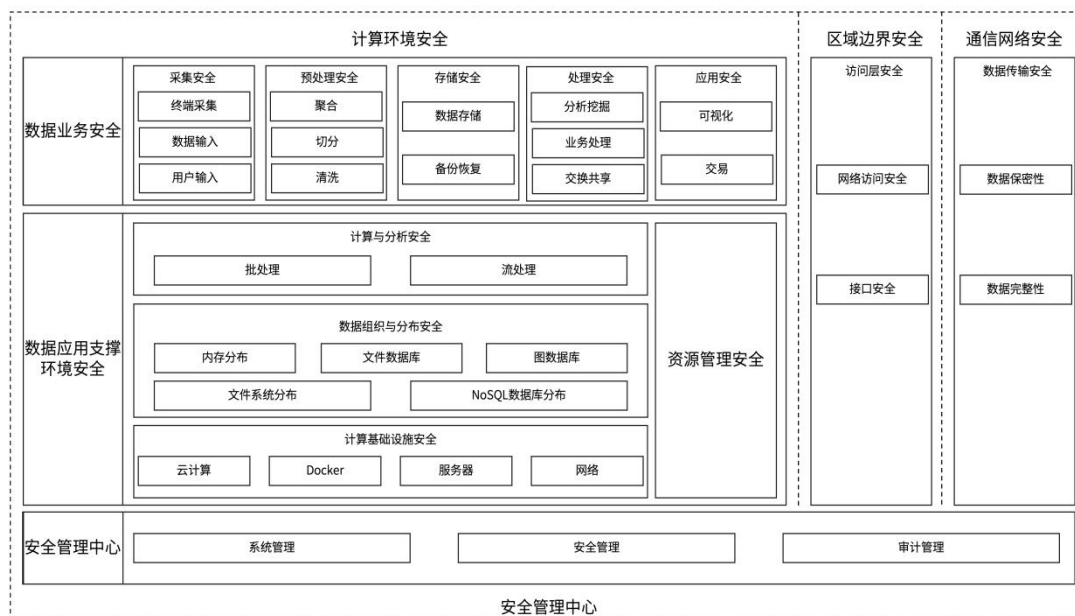 计算环境安全
区域边界安全
通信网络安全
数据业务安全
采集安全
终端采集
数据输入
用户输入
预处理安全
聚合
切分
清洗
存储安全
数据存储
备份恢复
处理安全
分析挖掘
业务处理
交换共享
应用安全
可视化
交易
访问层安全
网络访问安全
接口安全
数据传输安全
数据保密性
数据完整性
数据应用支撑
环境安全
计算与分析安全
批处理
流处理
数据组织与分布安全
内存分布
文件数据库
图数据库
文件系统分布
NoSQL数据库分布
计算基础设施安全
云计算
Docker
服务器
网络
资源管理安全
安全管理中心
系统管理
安全管理
审计管理
安全管理中心